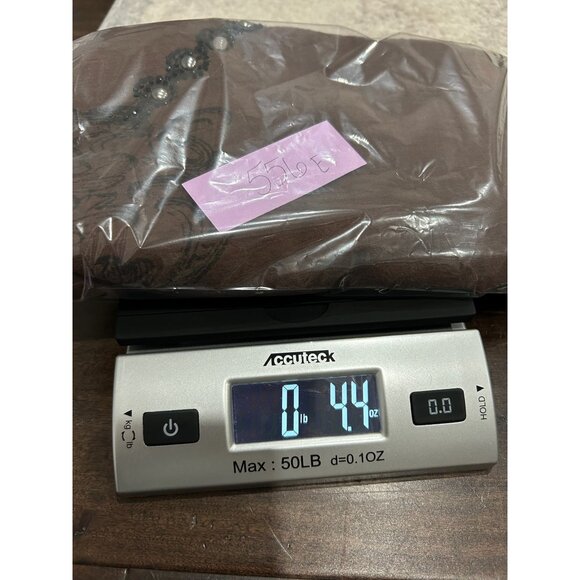 556E
Accuteck
0 lb 4.4 oz
0.0
HOLD
kg lb
Max : 50LB d=0.1OZ